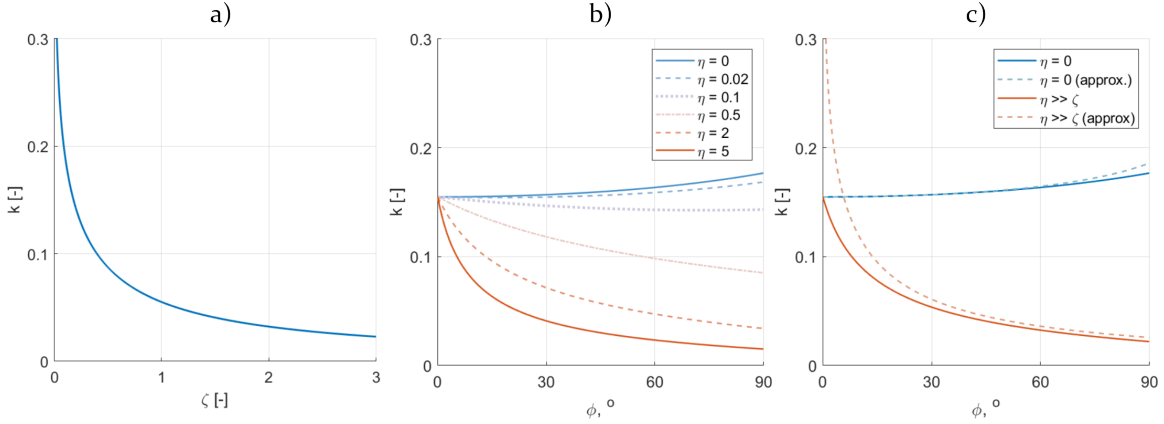 a)
0.3
0.2
0.1
0
k [-]
0 1 2 3
ζ [-]
b)
0.3
0.2
0.1
0
k [-]
η = 0
η = 0.02
η = 0.1
η = 0.5
η = 2
η = 5
0 30 60 90
ϕ, º
c)
0.3
0.2
0.1
0
k [-]
η = 0
η = 0 (approx.)
η >> ζ
η >> ζ (approx)
0 30 60 90
ϕ, º